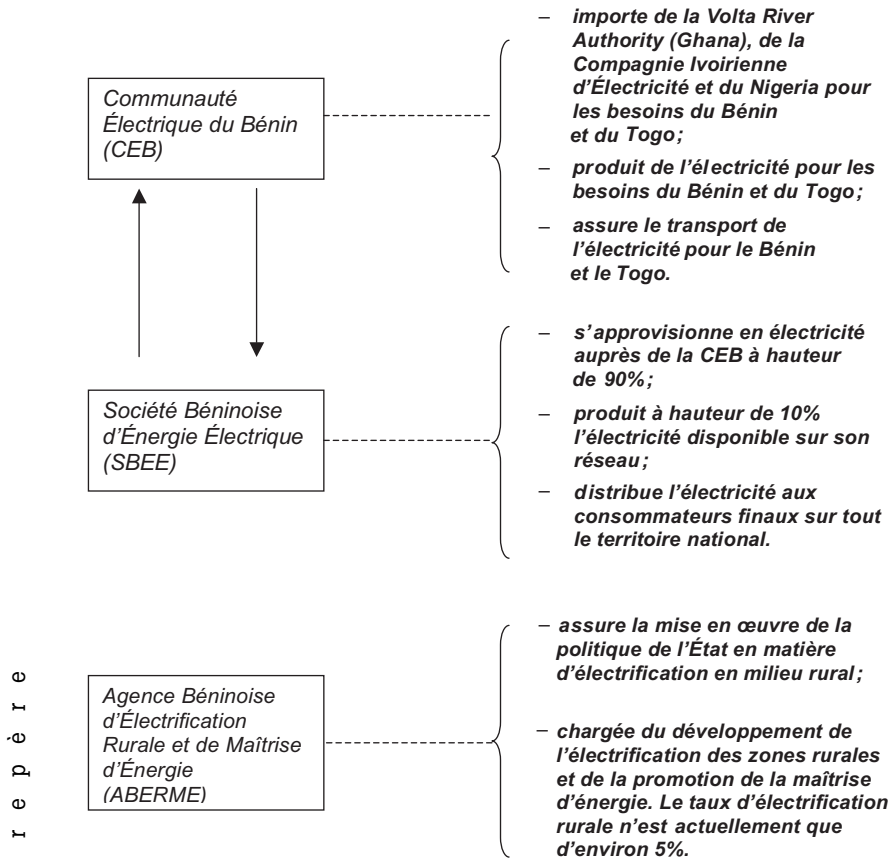 Communauté
Électrique du Bénin
(CEB)
– importe de la Volta River
Authority (Ghana), de la
Compagnie Ivoirienne
d’Électricité et du Nigeria pour
les besoins du Bénin
et du Togo;
– produit de l’électricité pour les
besoins du Bénin et du Togo;
– assure le transport de
l’électricité pour le Bénin
et le Togo.
Société Béninoise
d’Énergie Électrique
(SBEE)
– s’approvisionne en électricité
auprès de la CEB à hauteur
de 90%;
– produit à hauteur de 10%
l’électricité disponible sur son
réseau;
– distribue l’électricité aux
consommateurs finaux sur tout
le territoire national.
Agence Béninoise
d’Électrification
Rurale et de Maîtrise
d’Énergie
(ABERME)
– assure la mise en œuvre de la
politique de l’État en matière
d’électrification en milieu rural;
– chargée du développement de
l’électrification des zones rurales
et de la promotion de la maîtrise
d’énergie. Le taux d’électrification
rurale n’est actuellement que
d’environ 5%.
repère